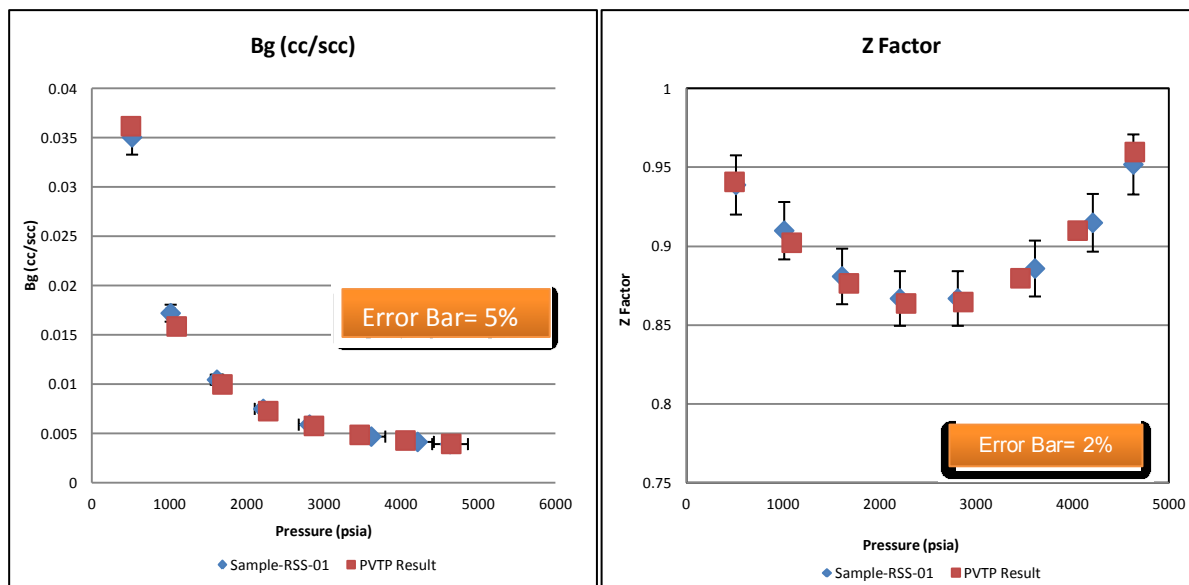 Bg (cc/scc)
0.04
0.035
0.03
0.025
0.02
0.015
0.01
0.005
0
Bg (cc/scc)
Error Bar= 5%
0 1000 2000 3000 4000 5000 6000
Pressure (psia)
Sample-RSS-01 PVTP Result
Z Factor
1
0.95
0.9
0.85
0.8
0.75
Z Factor
Error Bar= 2%
0 1000 2000 3000 4000 5000
Pressure (psia)
Sample-RSS-01 PVTP Result